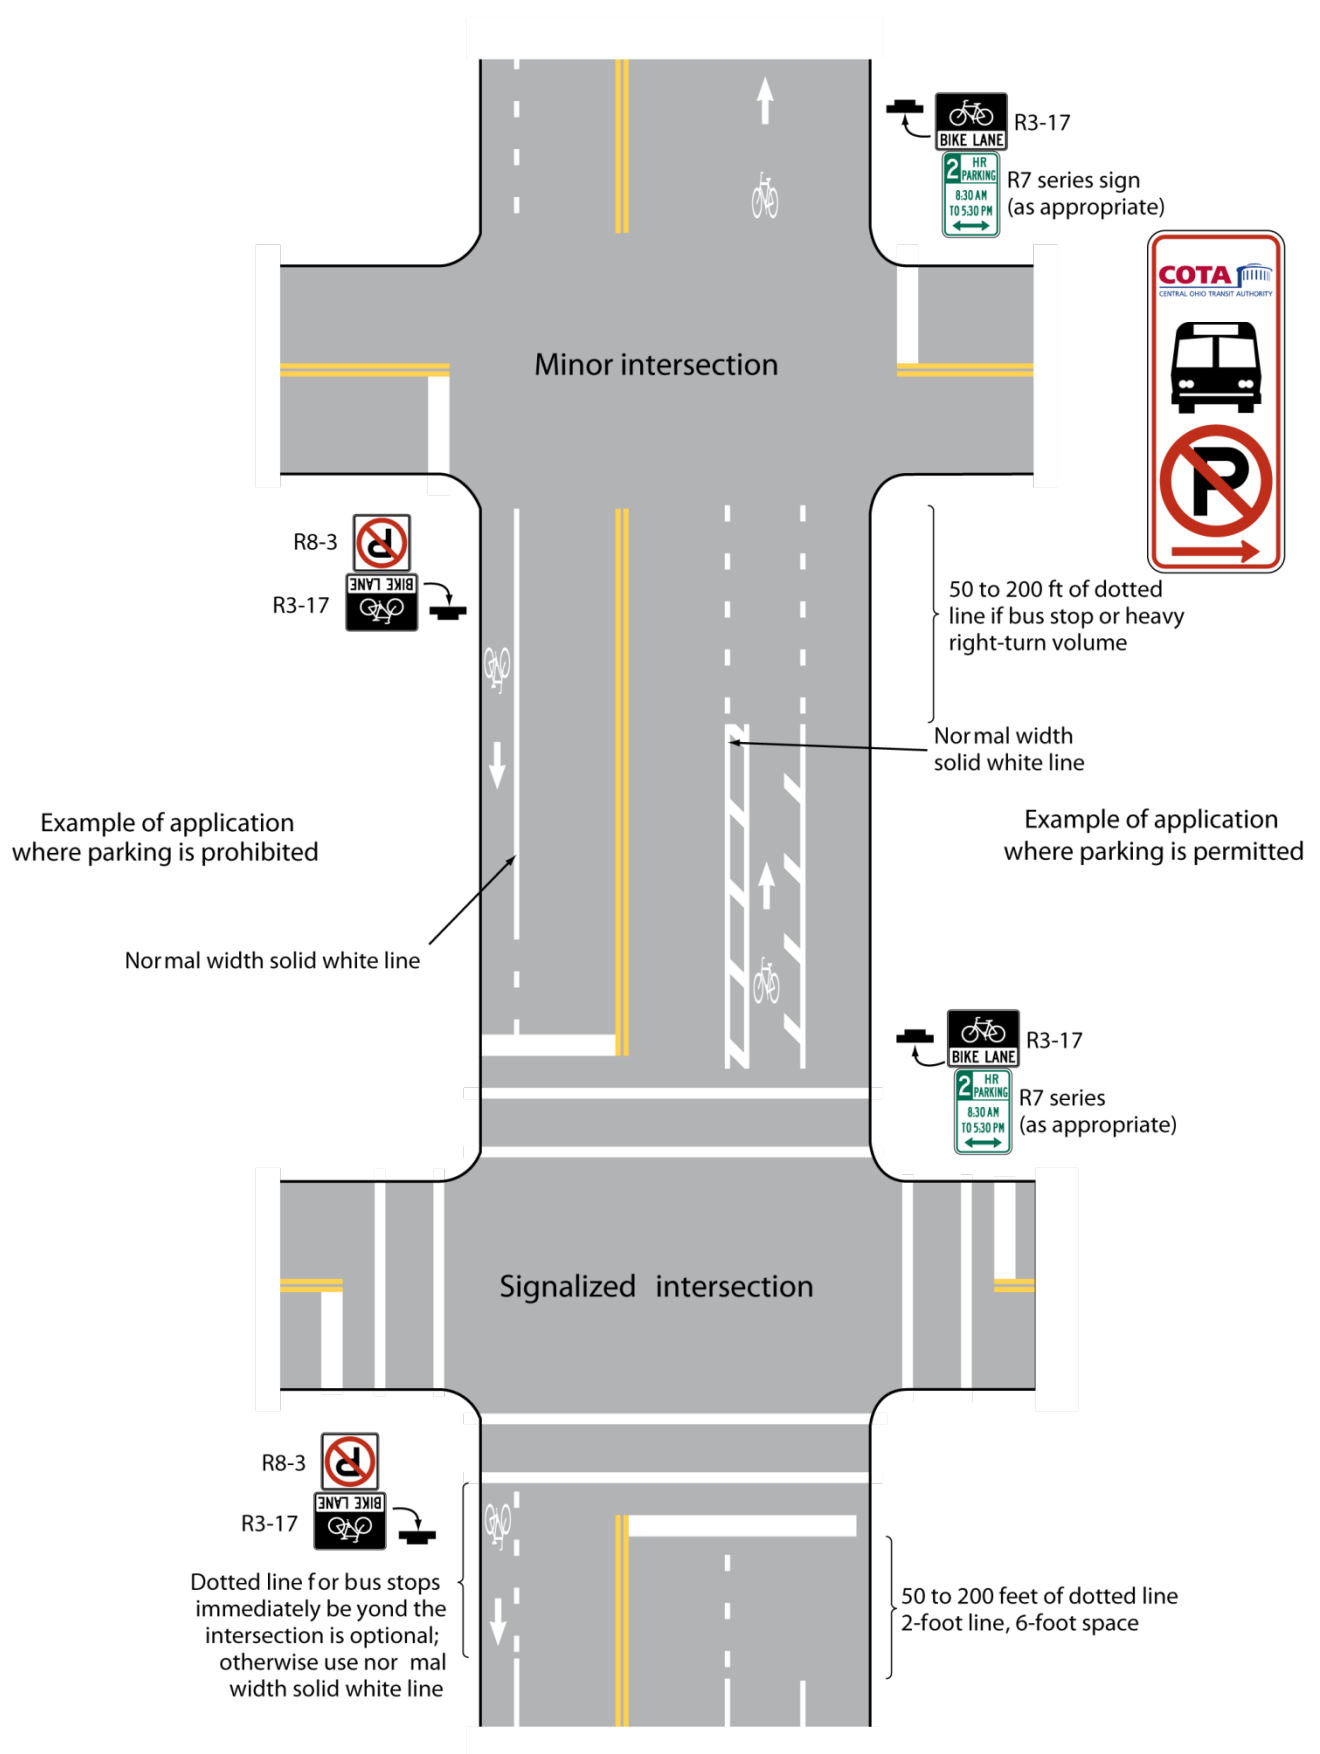 BIKE LANE
R3-17
2 HR
PARKING
8:30 AM
TO 5:30 PM
R7 series sign
(as appropriate)
COTA
CENTRAL OHIO TRANSIT AUTHORITY
P
Minor intersection
R8-3
P
BIKE LANE
R3-17
50 to 200 ft of dotted
line if bus stop or heavy
right-turn volume
Normal width
solid white line
Example of application
where parking is prohibited
Example of application
where parking is permitted
Normal width solid white line
BIKE LANE
R3-17
2 HR
PARKING
8:30 AM
TO 5:30 PM
R7 series
(as appropriate)
Signalized intersection
R8-3
P
BIKE LANE
R3-17
Dotted line for bus stops
immediately be yond the
intersection is optional;
otherwise use nor mal
width solid white line
50 to 200 feet of dotted line
2-foot line, 6-foot space